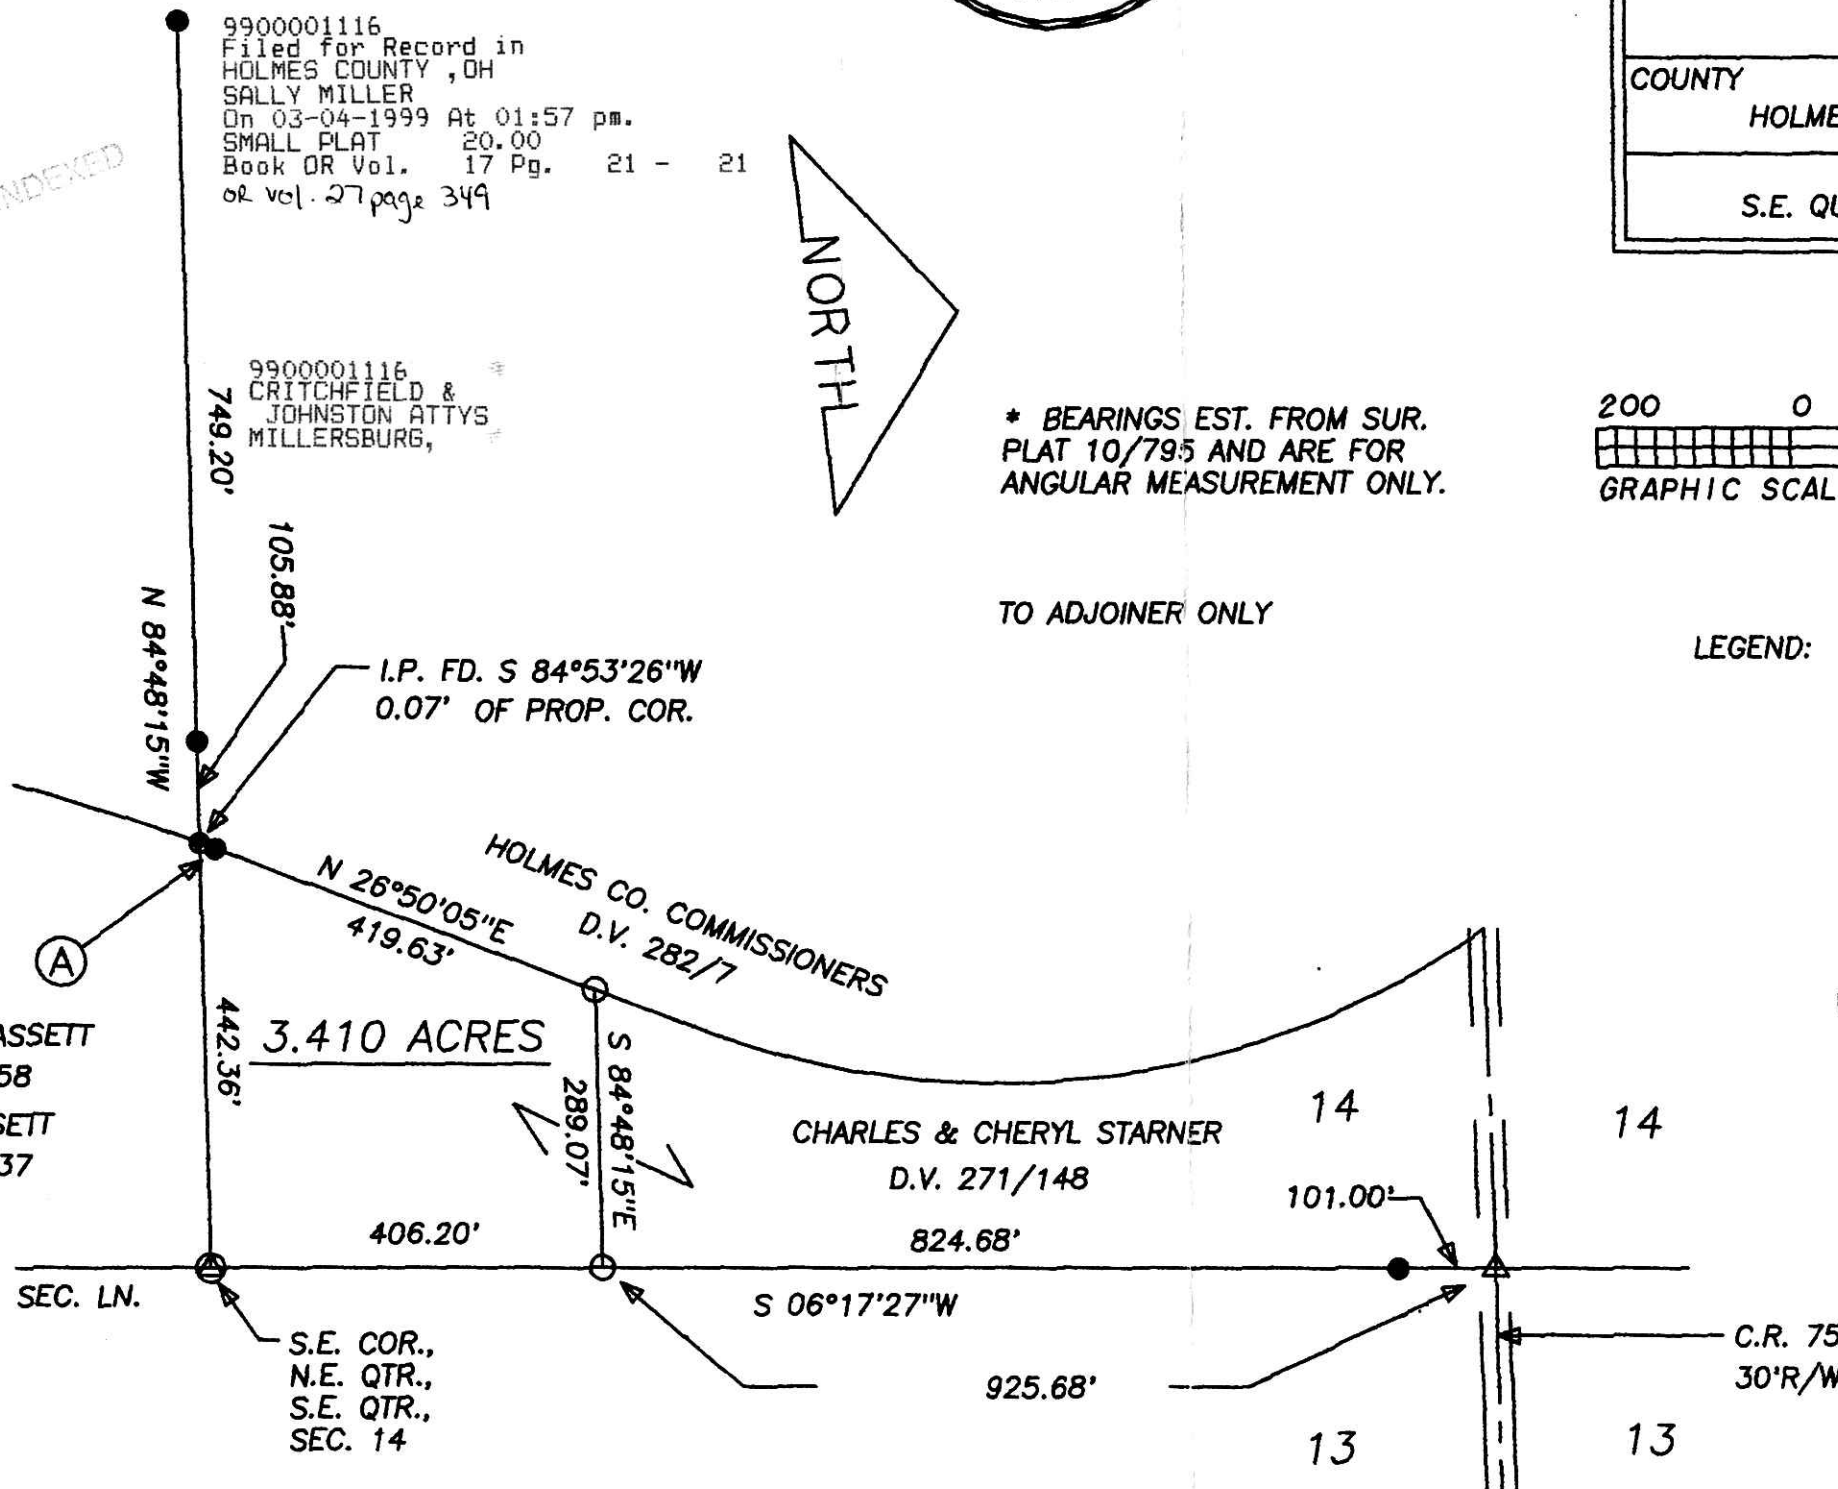 9900001116
Filed for Record in
HOLMES COUNTY ,OH
SALLY MILLER
On 03-04-1999 At 01:57 pm.
SMALL PLAT 20.00
Book OR Vol. 17 Pg. 21 - 21
OR vol. 27 page 349
NDEXED
COUNTY
HOLME
S.E. QU
NORTH
9900001116
CRITCHFIELD &
JOHNSTON ATTYS
MILLERSBURG,
749.20'
* BEARINGS EST. FROM SUR.
PLAT 10/795 AND ARE FOR
ANGULAR MEASUREMENT ONLY.
200 0
GRAPHIC SCAL
105.88'
N 84°48'15"W
TO ADJOINER ONLY
LEGEND:
I.P. FD. S 84°53'26"W
0.07' OF PROP. COR.
HOLMES CO. COMMISSIONERS
D.V. 282/7
N 26°50'05"E
419.63'
A
ASSETT
58
SETT
37
442.36'
3.410 ACRES
S 84°48'15"E
289.07'
CHARLES & CHERYL STARNER
D.V. 271/148
14
14
101.00'
406.20'
824.68'
SEC. LN.
S 06°17'27"W
S.E. COR.,
N.E. QTR.,
S.E. QTR.,
SEC. 14
925.68'
C.R. 75
30'R/W
13
13